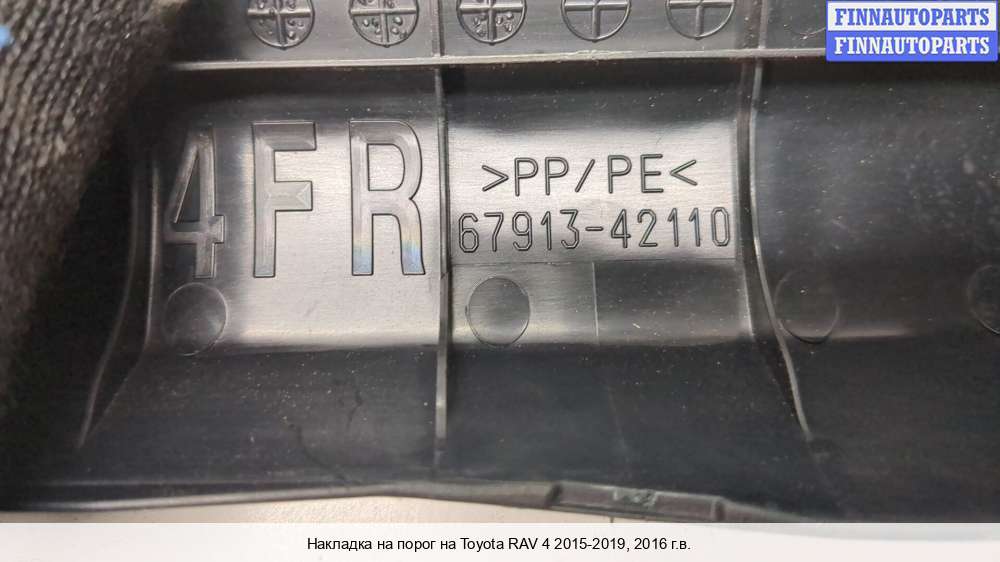 FINNAUTOPARTS
FINNAUTOPARTS
4FR
>PP/PE<
67913-42110
Накладка на порог на Toyota RAV 4 2015-2019, 2016 г.в.